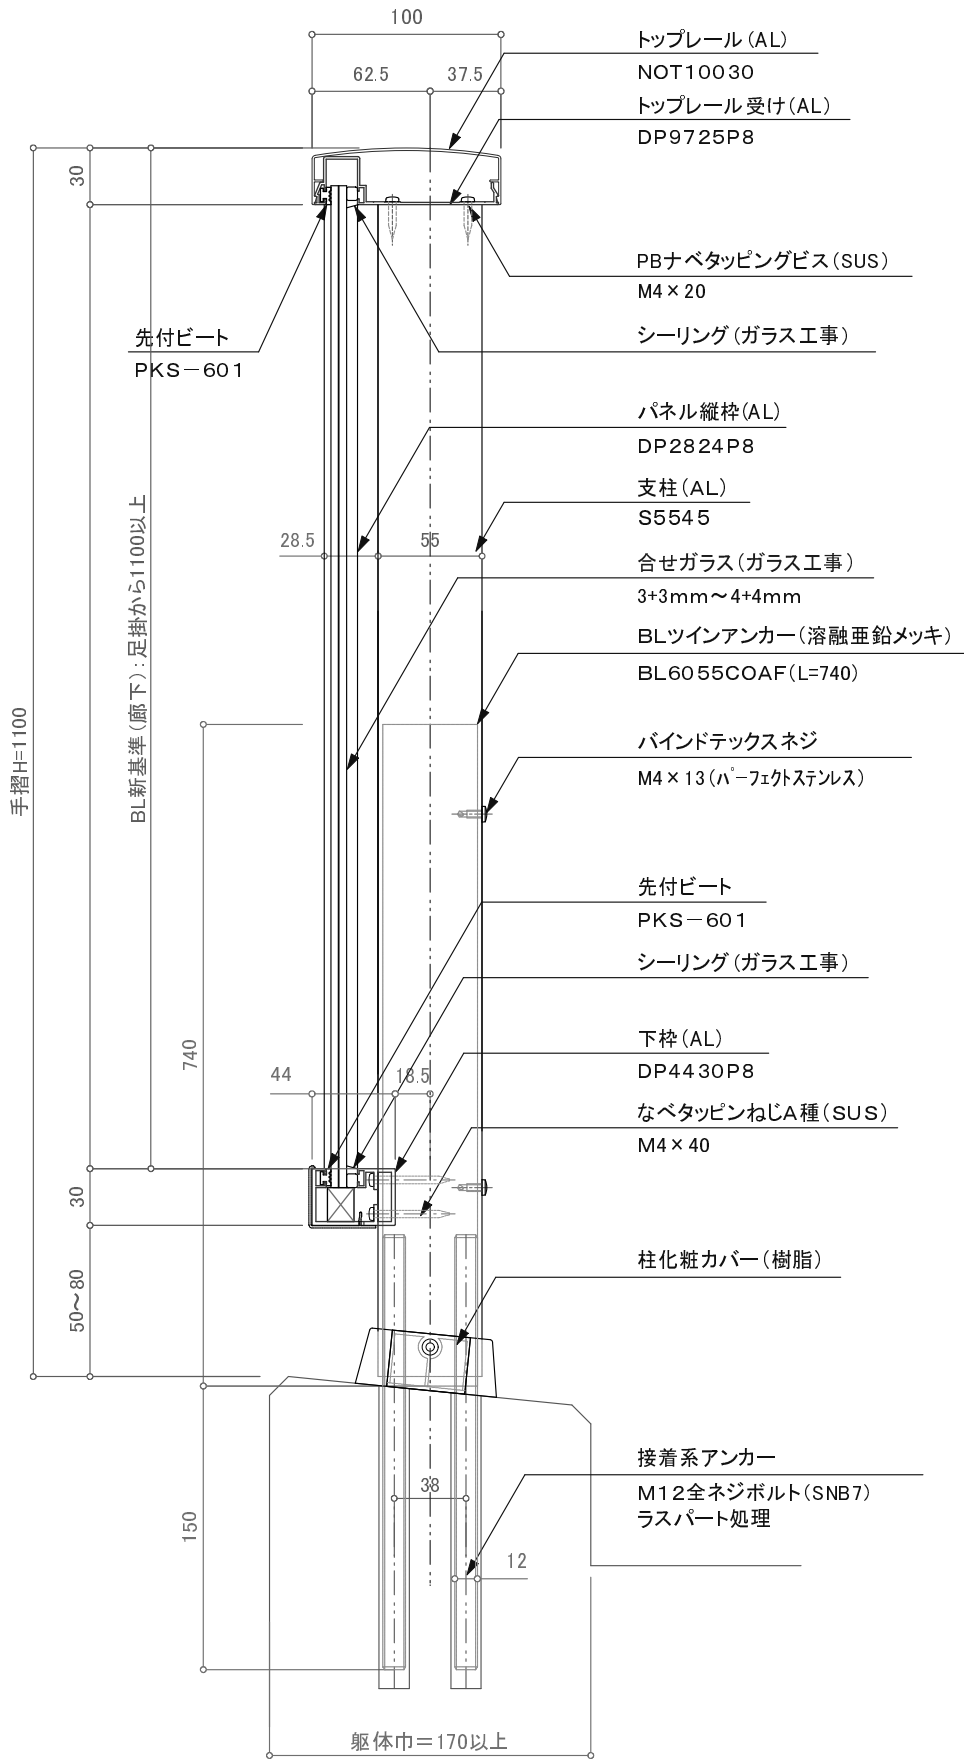 100
62.5
37.5
トップレール(AL)
NOT10030
トップレール受け(AL)
DP9725P8
30
PBナベタッピングビス(SUS)
M4×20
先付ビート
PKS－601
シーリング(ガラス工事)
パネル縦枠(AL)
DP2824P8
支柱(AL)
S5545
28.5
55
合せガラス(ガラス工事)
3+3mm～4+4mm
BLツインアンカー(溶融亜鉛メッキ)
BL6055COAF(L=740)
手摺H=1100
BL新基準(廊下):足掛から1100以上
バインドテックスネジ
M4×13(パーフェクトステンレス)
先付ビート
PKS－601
シーリング(ガラス工事)
740
44
18.5
下枠(AL)
DP4430P8
なベタッピンねじA種(SUS)
M4×40
30
50～80
柱化粧カバー(樹脂)
接着系アンカー
M12全ネジボルト(SNB7)
ラスパート処理
38
150
12
躯体巾＝170以上